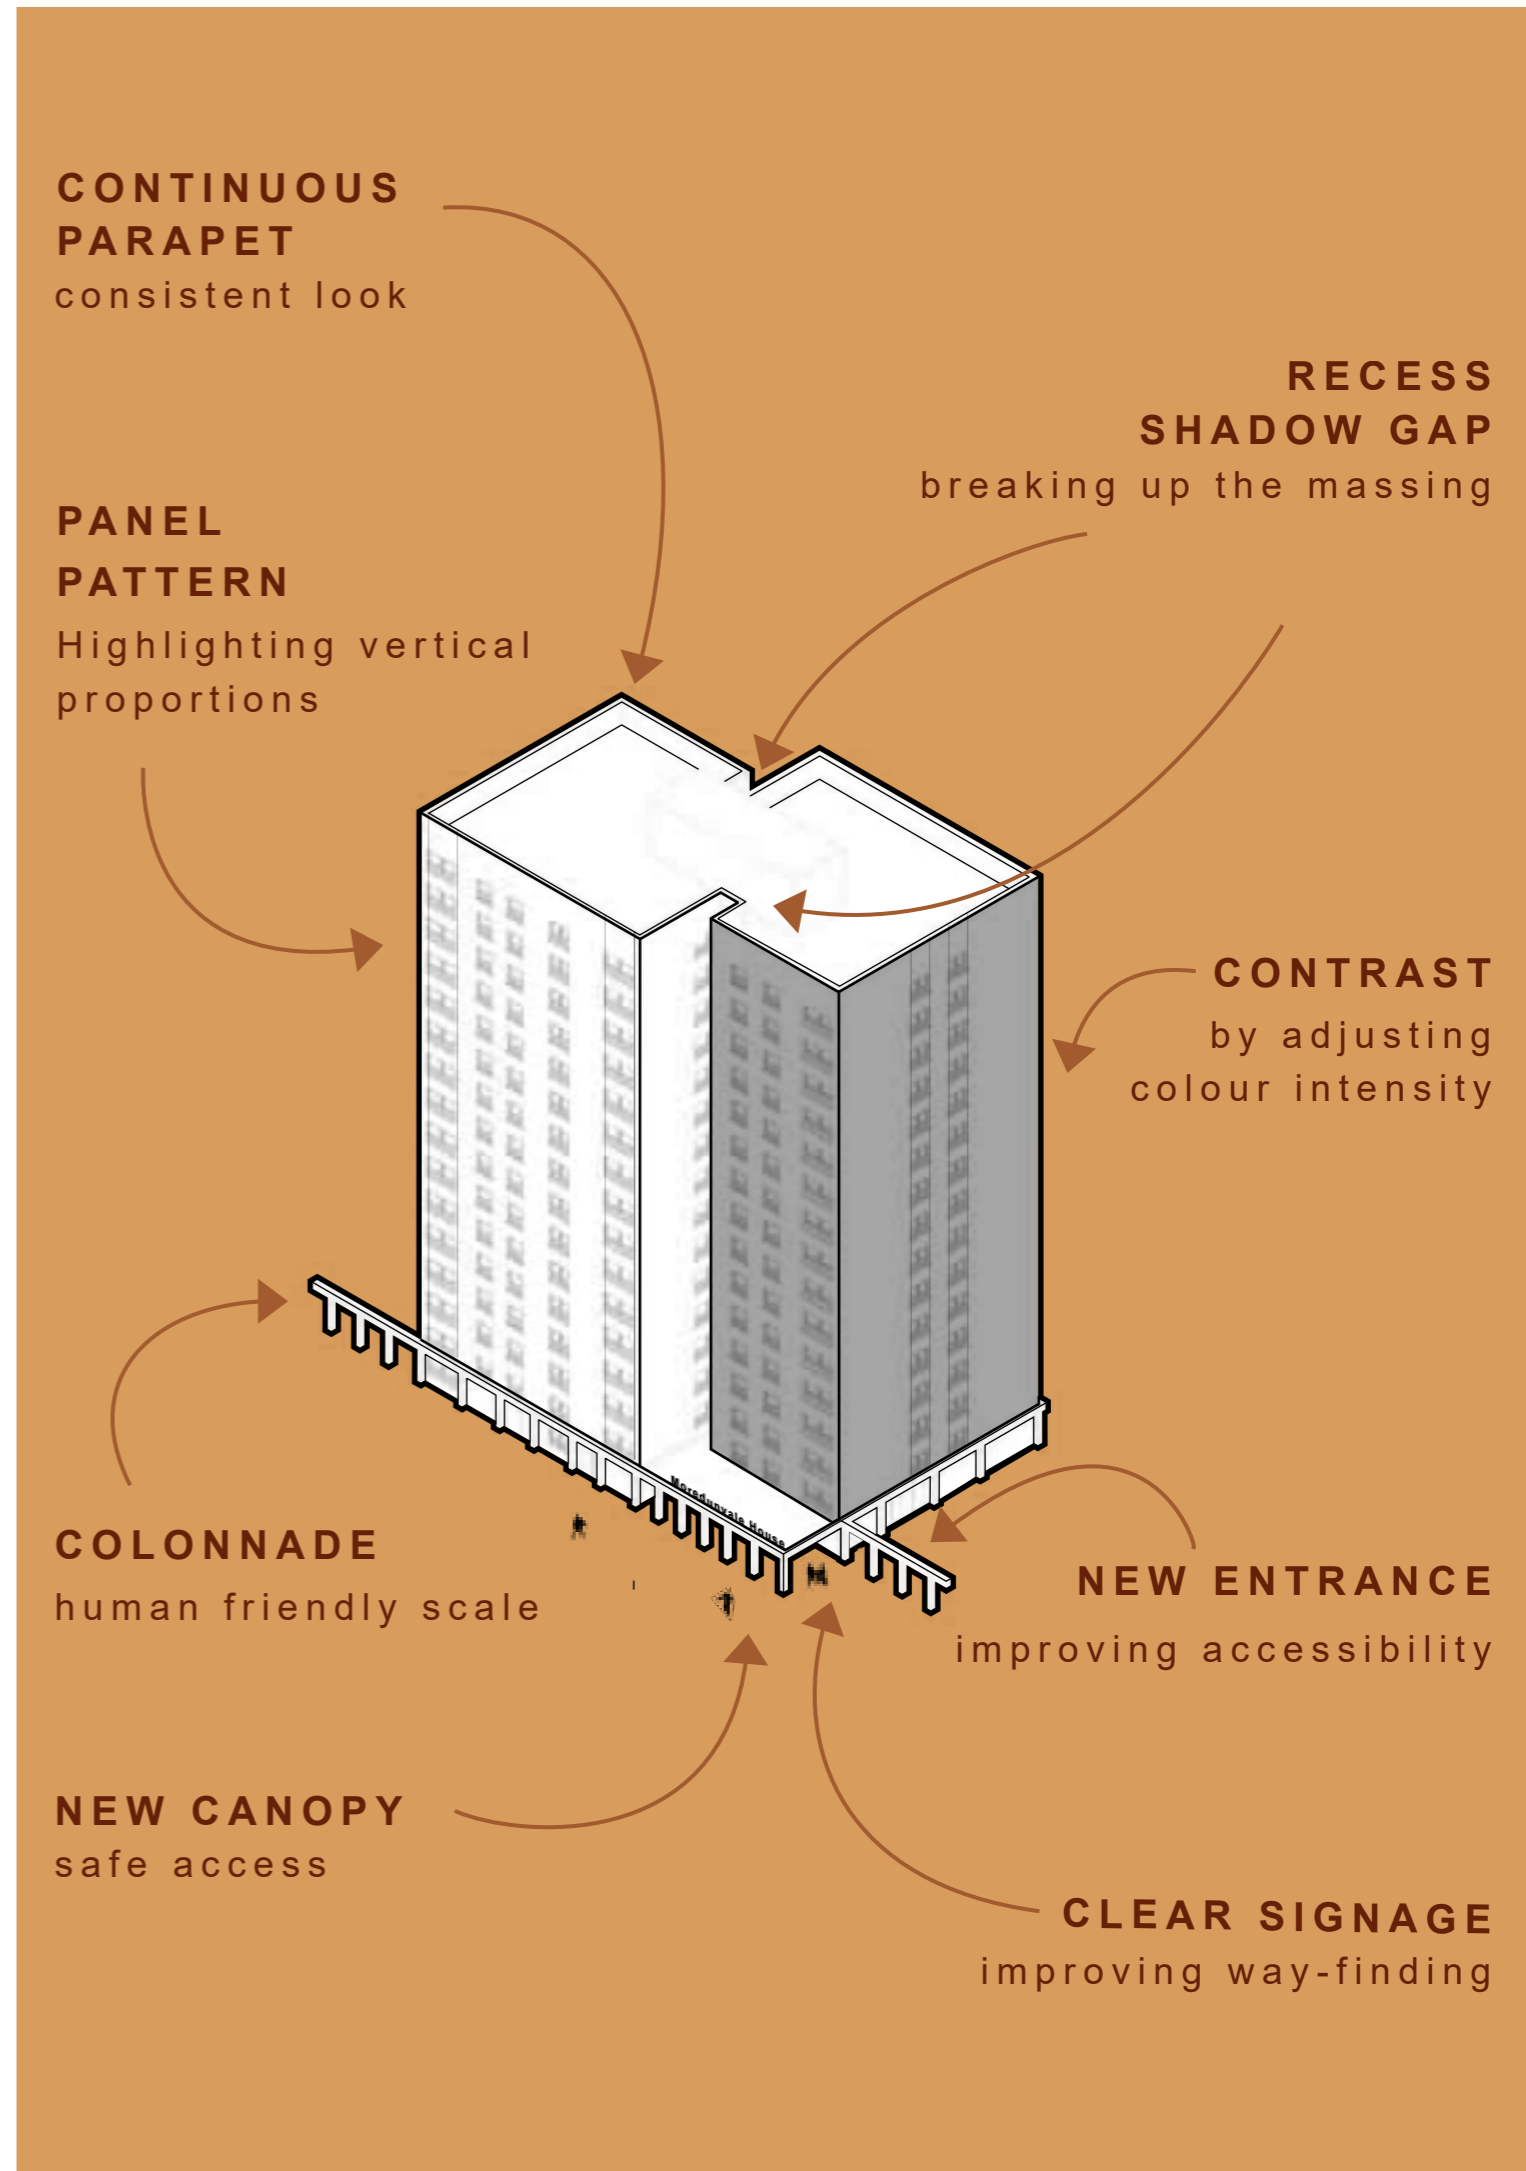 CONTINUOUS
PARAPET
consistent look
RECESS
SHADOW GAP
breaking up the massing
PANEL
PATTERN
Highlighting vertical
proportions
CONTRAST
by adjusting
colour intensity
Moredunvale House
COLONNADE
human friendly scale
NEW ENTRANCE
improving accessibility
NEW CANOPY
safe access
CLEAR SIGNAGE
improving way-finding